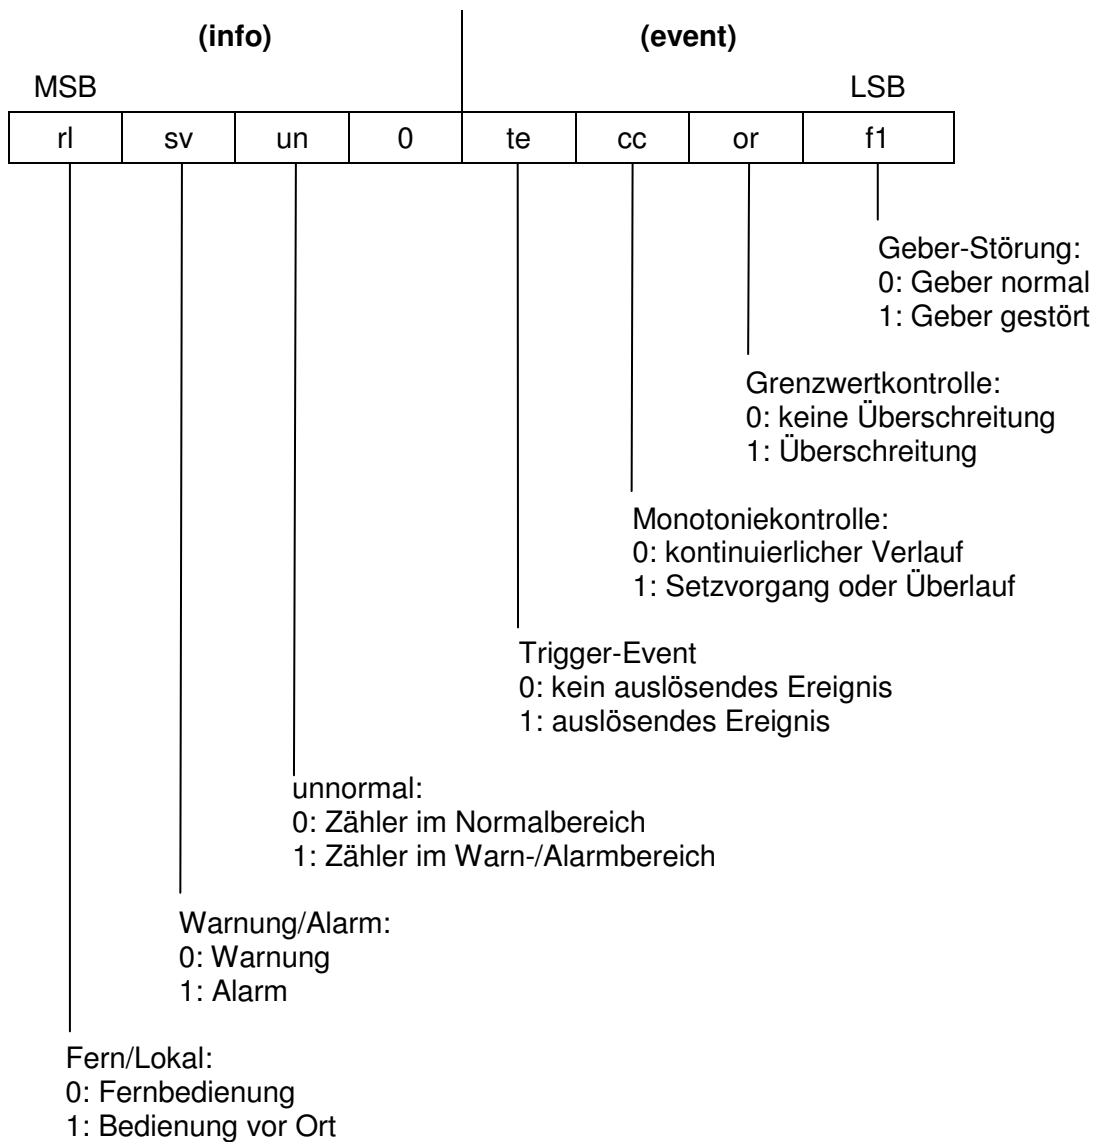 (info) (event)
MSB LSB
rl sv un 0 te cc or f1
Geber-Störung:
0: Geber normal
1: Geber gestört
Grenzwertkontrolle:
0: keine Überschreitung
1: Überschreitung
Monotoniekontrolle:
0: kontinuierlicher Verlauf
1: Setzvorgang oder Überlauf
Trigger-Event
0: kein auslösendes Ereignis
1: auslösendes Ereignis
unnormal:
0: Zähler im Normalbereich
1: Zähler im Warn-/Alarmbereich
Warnung/Alarm:
0: Warnung
1: Alarm
Fern/Lokal:
0: Fernbedienung
1: Bedienung vor Ort